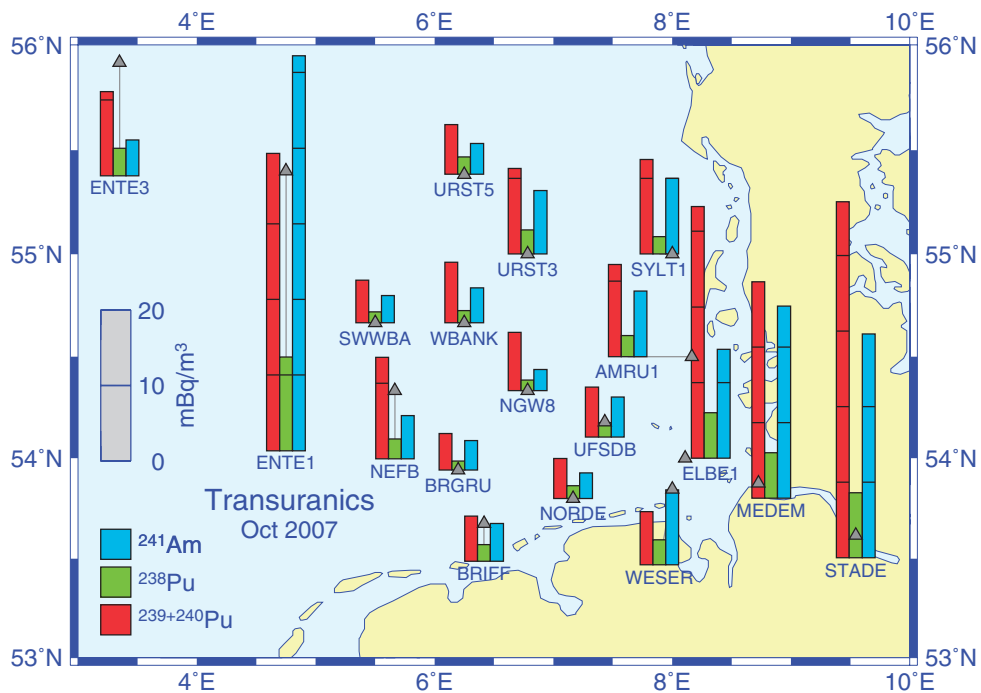 4°E 6°E 8°E 10°E
56°N 56°N
ENTE3 URST5
55°N URST3 SYLT1 55°N
20 SWWBA WBANK
10 mBq/m³ AMRU1
NGW8
0 ENTE1 NEFB UFSDB ELBE1
54°N BRGRU 54°N
Transuranics NORDE MEDEM
Oct 2007
²⁴¹Am
BRIFF WESER STADE
²³⁸Pu
²³⁹⁺²⁴⁰Pu
53°N 53°N
4°E 6°E 8°E 10°E